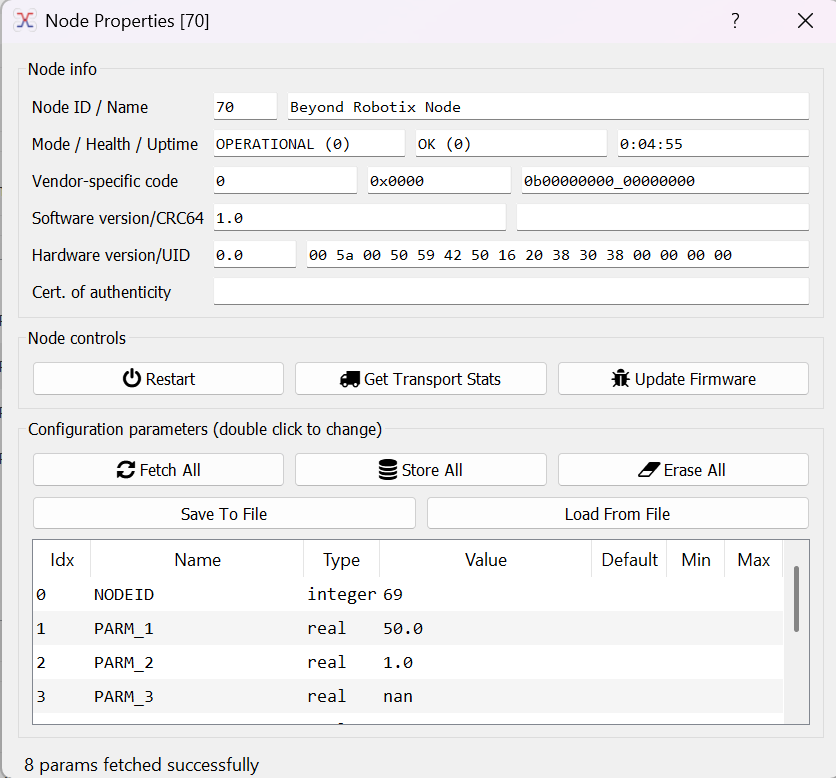 Node Properties [70] ?
Node info
Node ID / Name 70 Beyond Robotix Node
Mode / Health / Uptime OPERATIONAL (0) OK (0) 0:04:55
Vendor-specific code 0 0x0000 0b00000000_00000000
Software version/CRC64 1.0
Hardware version/UID 0.0 00 5a 00 50 59 42 50 16 20 38 30 38 00 00 00 00
Cert. of authenticity
Node controls
Restart Get Transport Stats Update Firmware
Configuration parameters (double click to change)
Fetch All Store All Erase All
Save To File Load From File
Idx Name Type Value Default Min Max
0 NODEID integer 69
1 PARM_1 real 50.0
2 PARM_2 real 1.0
3 PARM_3 real nan
8 params fetched successfully